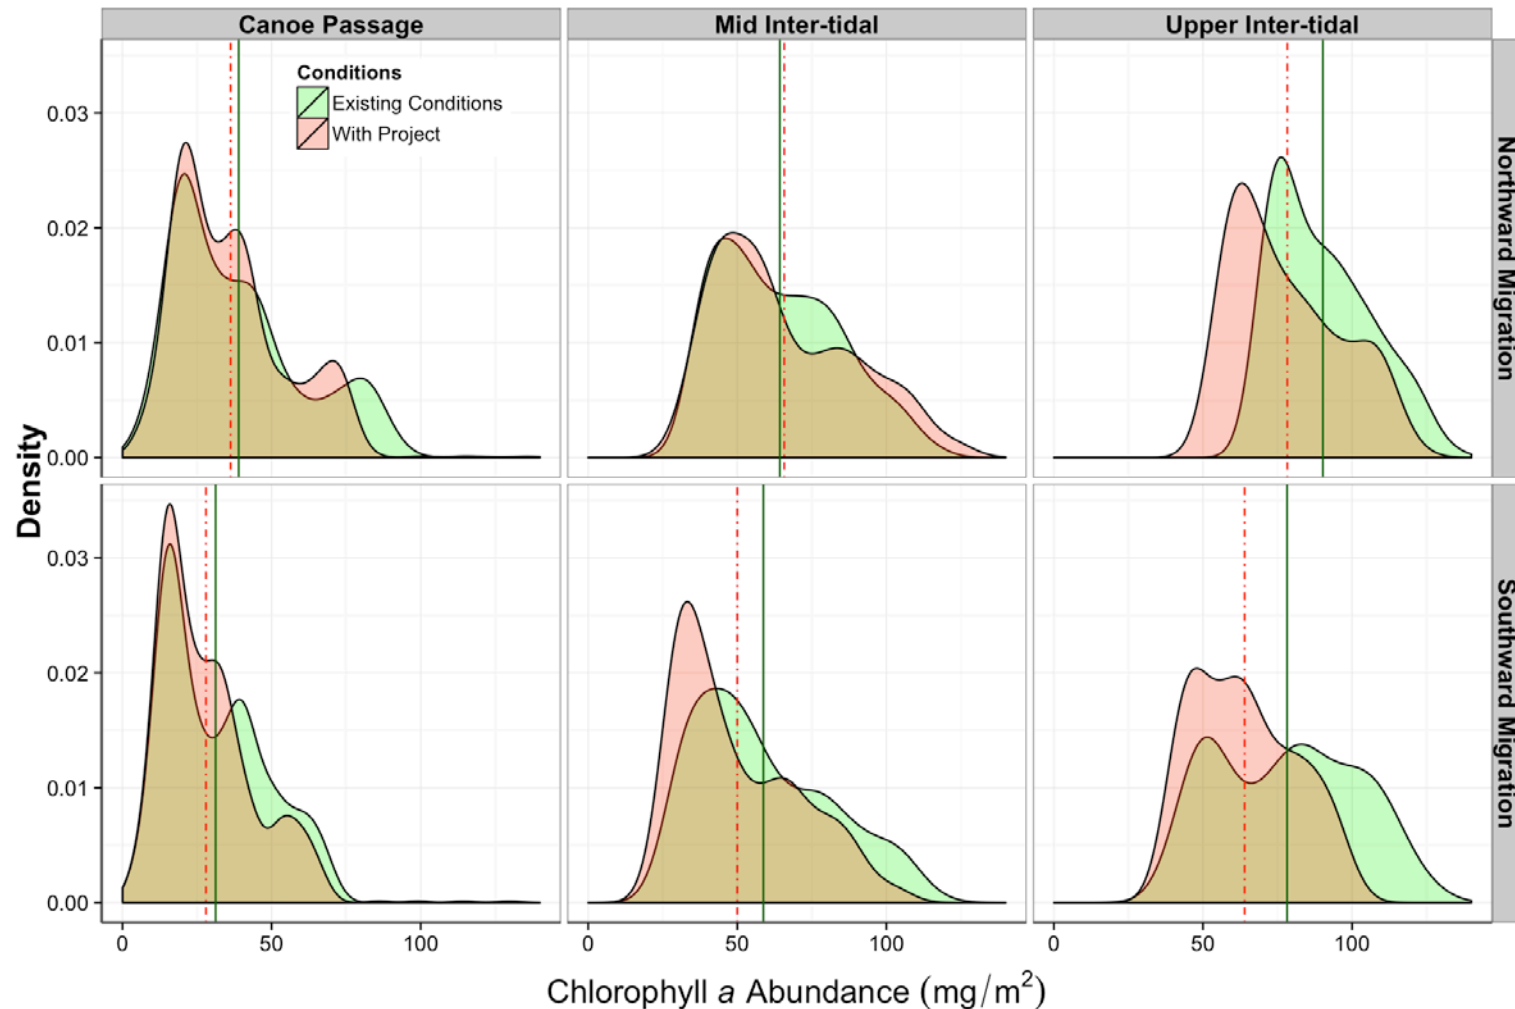 Canoe Passage
Mid Inter-tidal
Upper Inter-tidal
Conditions
Existing Conditions
With Project
0.03
0.02
0.01
0.00
Northward Migration
0.03
0.02
0.01
0.00
Southward Migration
Density
0 50 100
0 50 100
0 50 100
Chlorophyll a Abundance (mg/m²)